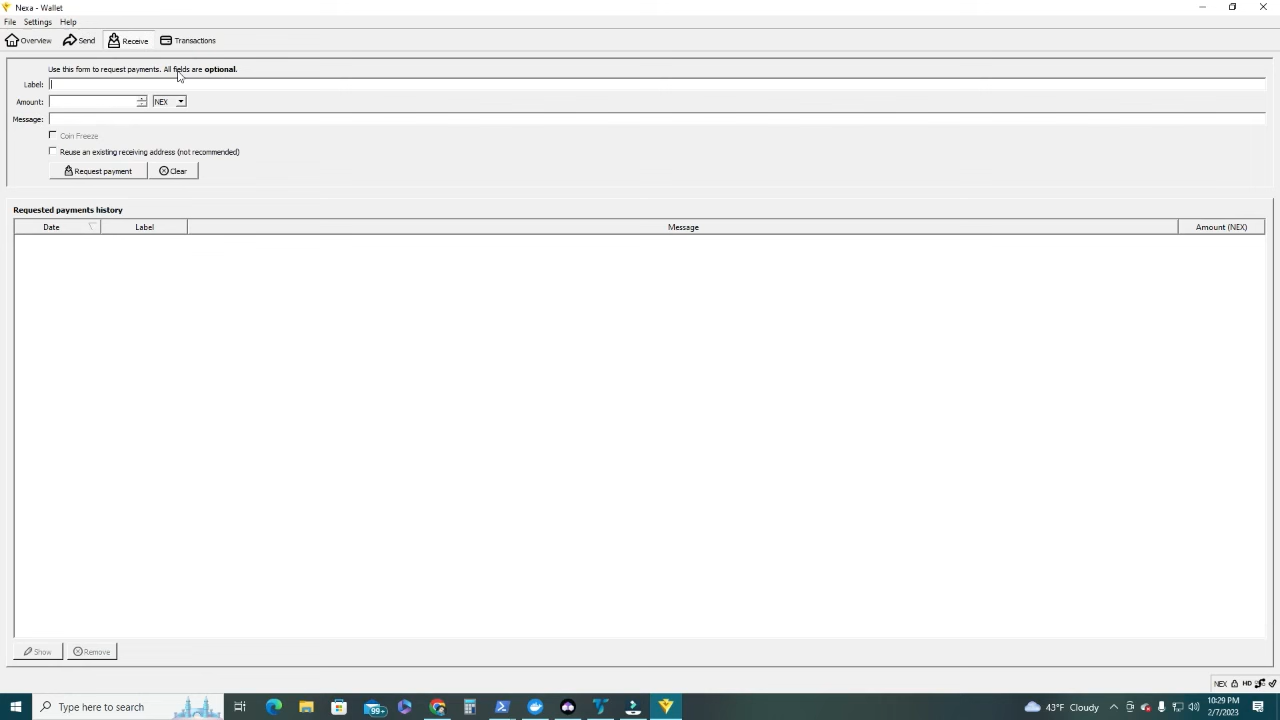 Nexa - Wallet
File Settings Help
Overview Send Receive Transactions
Use this form to request payments. All fields are optional.
Label:
Amount: NEX
Message:
Coin Freeze
Reuse an existing receiving address (not recommended)
Request payment Clear
Requested payments history
Date Label Message Amount (NEX)
Show Remove
NEX HD
Type here to search
99+
43°F Cloudy
10:29 PM
2/7/2023